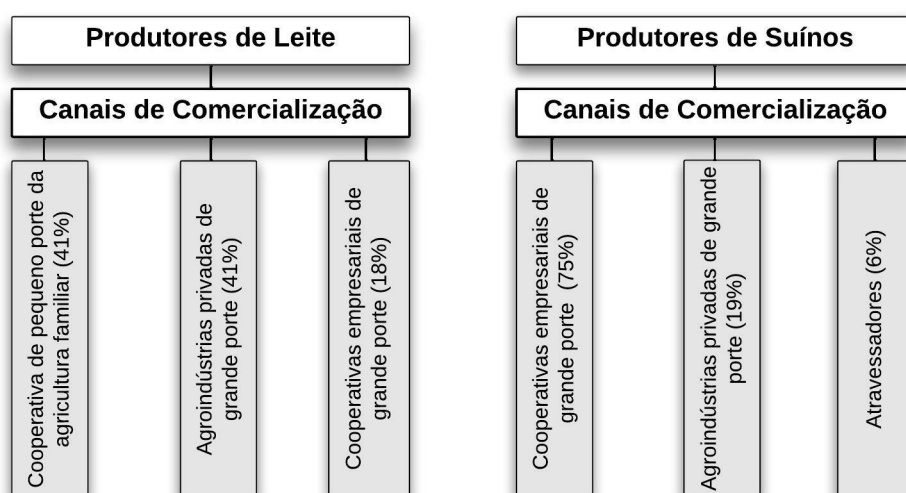 Produtores de Leite
Canais de Comercialização
Cooperativa de pequeno porte da
agricultura familiar (41%)
Agroindústrias privadas de
grande porte (41%)
Cooperativas empresariais de
grande porte (18%)
Produtores de Suínos
Canais de Comercialização
Cooperativas empresariais de
grande porte (75%)
Agroindústrias privadas de grande
porte (19%)
Atravessadores (6%)